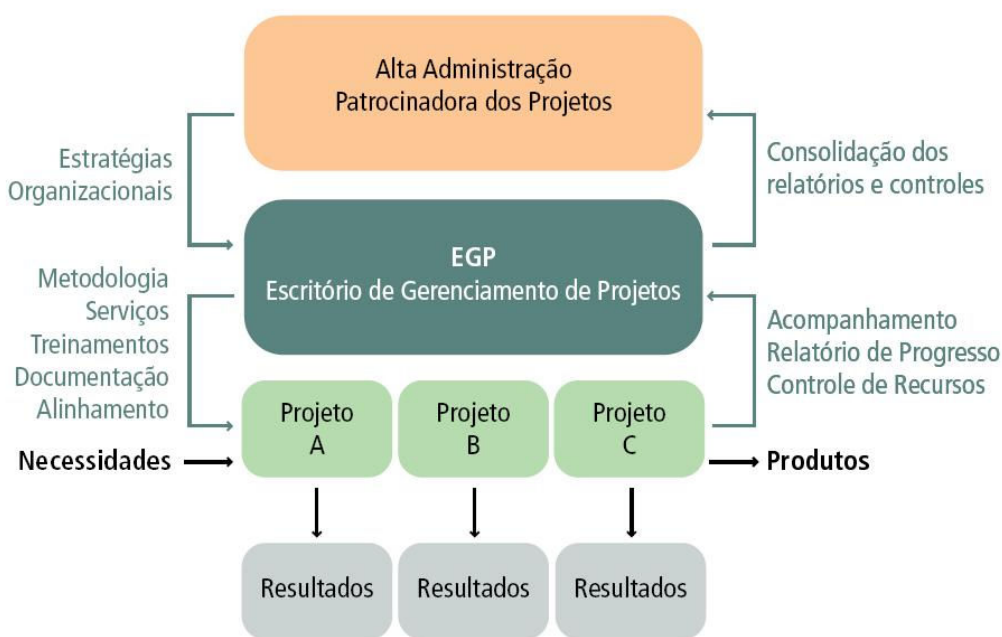 Alta Administração
Patrocinadora dos Projetos
Estratégias
Organizacionais
Consolidação dos
relatórios e controles
EGP
Escritório de Gerenciamento de Projetos
Metodologia
Serviços
Treinamentos
Documentação
Alinhamento
Acompanhamento
Relatório de Progresso
Controle de Recursos
Projeto
A
Projeto
B
Projeto
C
Necessidades
Produtos
Resultados
Resultados
Resultados